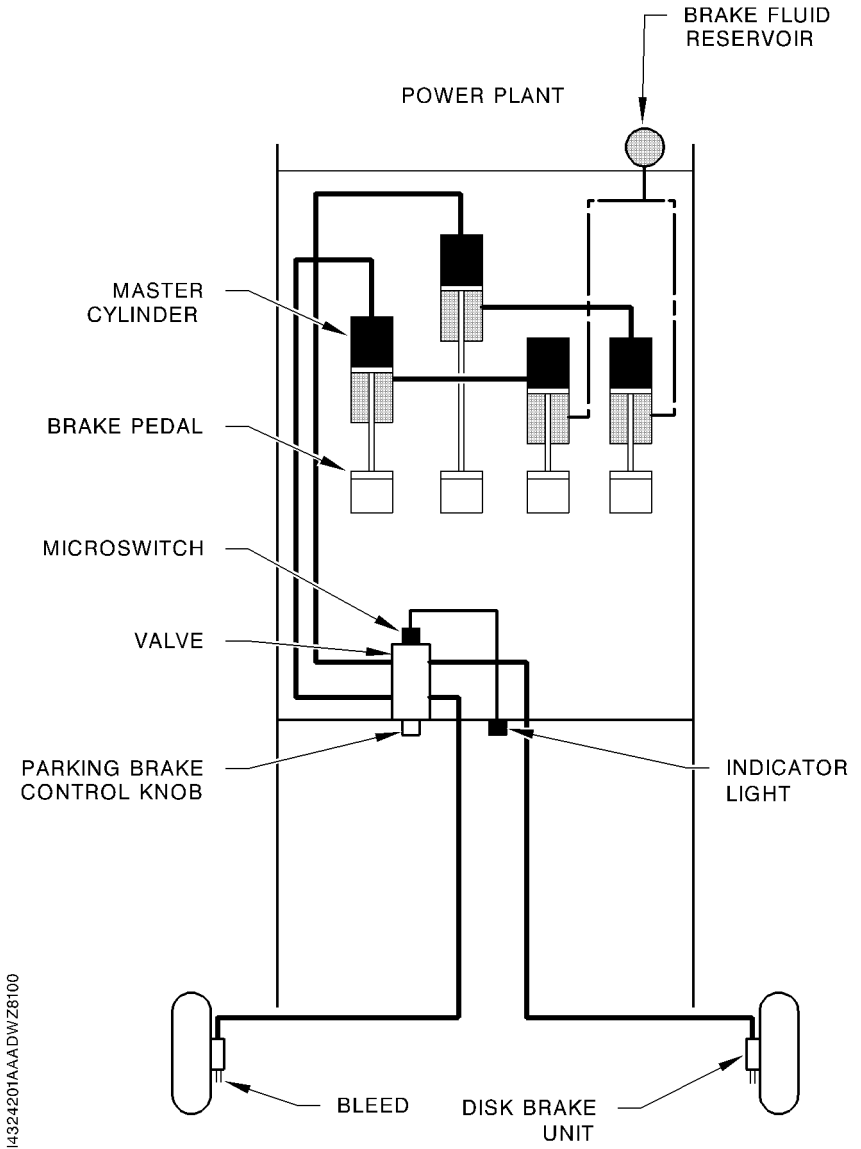 BRAKE FLUID
RESERVOIR
POWER PLANT
MASTER
CYLINDER
BRAKE PEDAL
MICROSWITCH
VALVE
PARKING BRAKE
CONTROL KNOB
INDICATOR
LIGHT
BLEED
DISK BRAKE
UNIT
I4324201AAADWZ8100